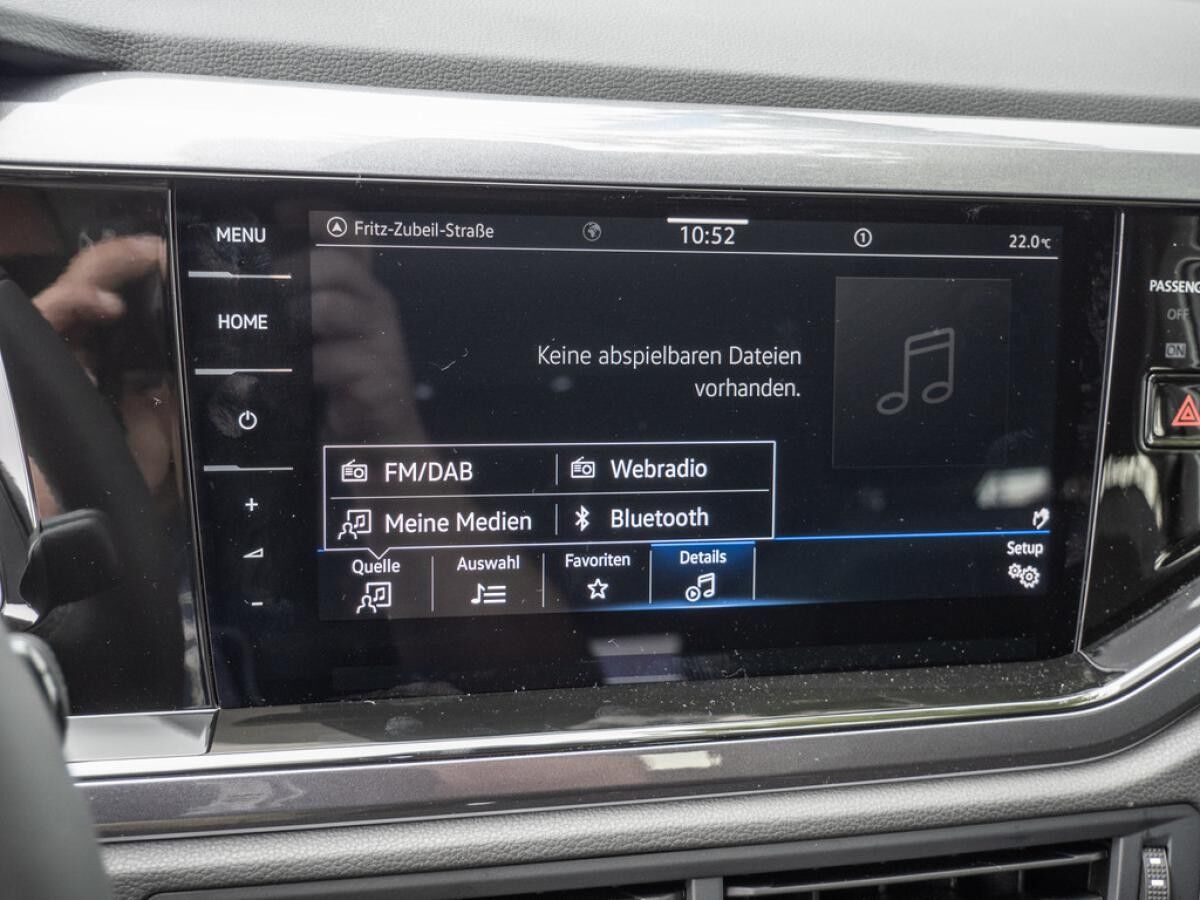 MENU
HOME
+
−
Fritz-Zubeil-Straße
10:52
1
22.0°C
Keine abspielbaren Dateien
vorhanden.
FM/DAB
Webradio
Meine Medien
Bluetooth
Quelle
Auswahl
Favoriten
Details
Setup
PASSENG
OFF
ON